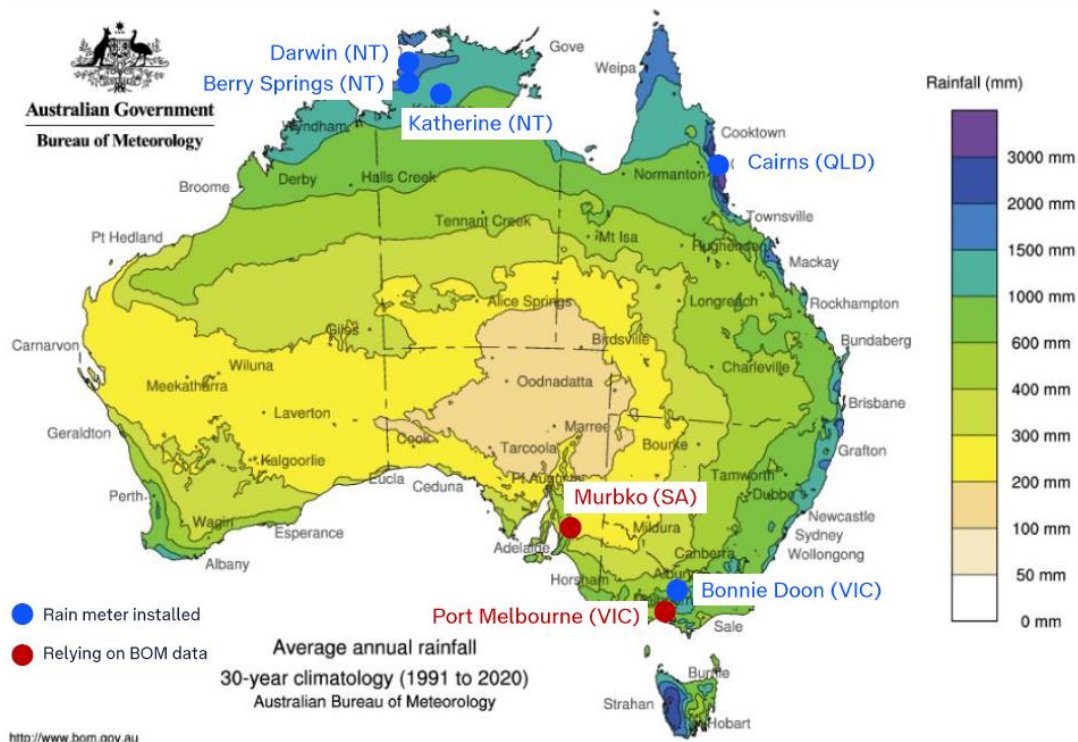 Australian Government
Bureau of Meteorology
Darwin (NT)
Berry Springs (NT)
Katherine (NT)
Gove
Weipa
Rainfall (mm)
Wyndham
Cooktown
Cairns (QLD)
3000 mm
2000 mm
1500 mm
1000 mm
600 mm
400 mm
300 mm
200 mm
100 mm
50 mm
0 mm
Broome
Derby
Halls Creek
Normanton
Townsville
Pt Hedland
Tennant Creek
Mt Isa
Hughenden
Mackay
Alice Springs
Longreach
Rockhampton
Giles
Birdsville
Bundaberg
Carnarvon
Wiluna
Meekatharra
Oodnadatta
Charleville
Brisbane
Laverton
Marree
Geraldton
Cook
Tarcoola
Bourke
Grafton
Kalgoorlie
Eucla
Ceduna
Tamworth
Perth
Dubbo
Murbko (SA)
Newcastle
Wagin
Esperance
Mildura
Sydney
Adelaide
Canberra
Wollongong
Albany
Horsham
Albury
Bonnie Doon (VIC)
Rain meter installed
Port Melbourne (VIC)
Sale
Relying on BOM data
Average annual rainfall
30-year climatology (1991 to 2020)
Australian Bureau of Meteorology
Burnie
Strahan
Hobart
http://www.bom.gov.au